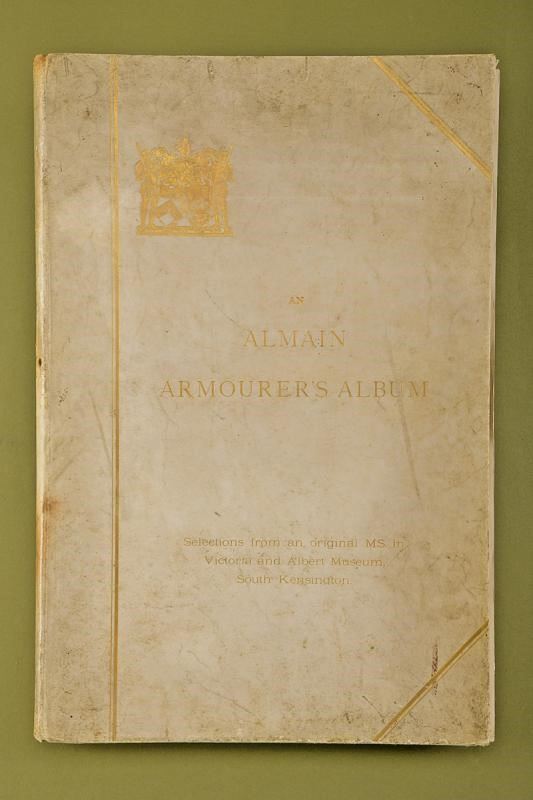 AN
ALMAIN
ARMOURER'S ALBUM
Selections from an original MS. in
Victoria and Albert Museum,
South Kensington.